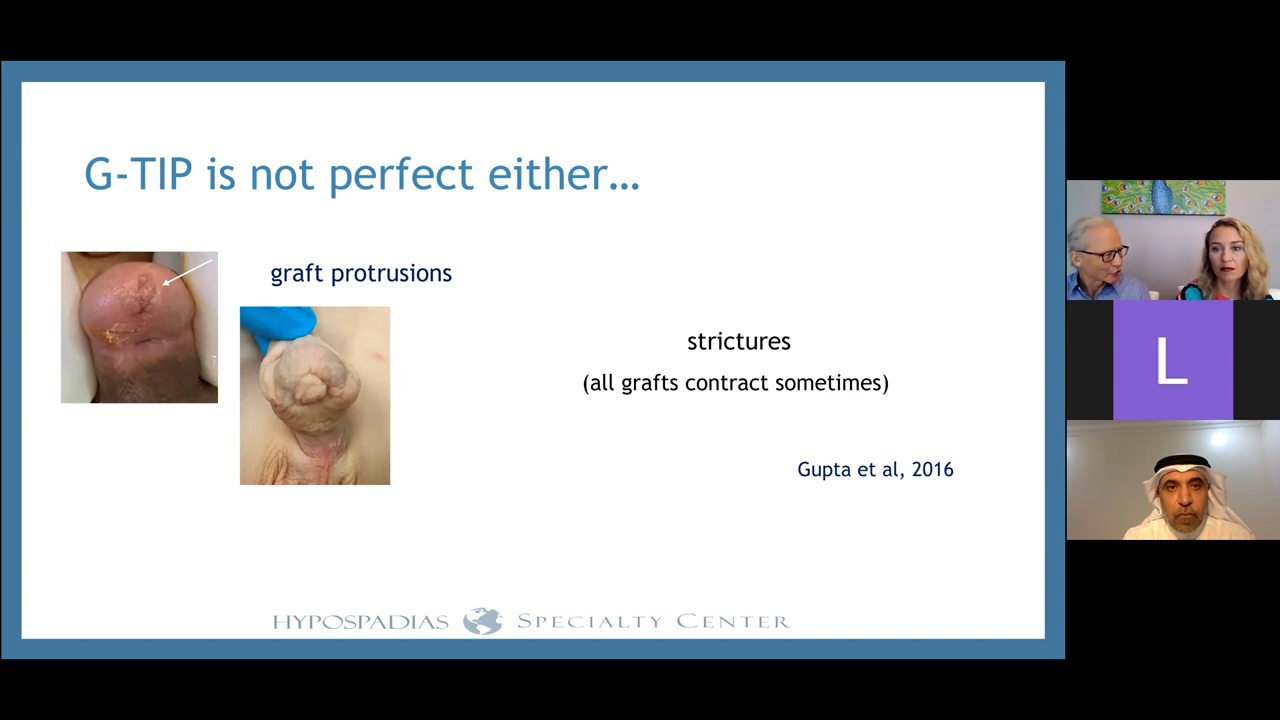 G-TIP is not perfect either...
graft protrusions
strictures
(all grafts contract sometimes)
Gupta et al, 2016
HYPOSPADIAS SPECIALTY CENTER
L